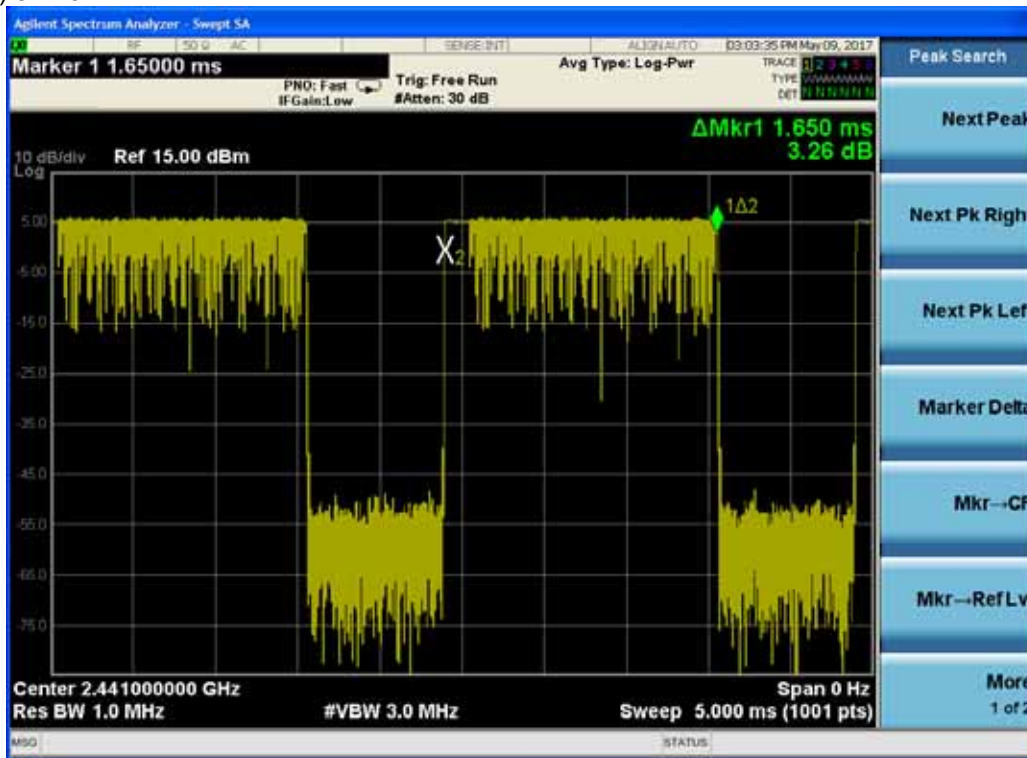 Agilent Spectrum Analyzer - Swept SA
RF 50 Ω AC SENSE:INT ALIGN AUTO 03:03:35 PM May 09, 2017
Marker 1 1.65000 ms
PNO: Fast
IFGain:Low
Trig: Free Run
#Atten: 30 dB
Avg Type: Log-Pwr
TRACE 1 2 3 4 5 6
TYPE
DET N N N N N N
ΔMkr1 1.650 ms
3.26 dB
10 dB/div Ref 15.00 dBm
Log
5.00
-5.00
-15.0
-25.0
-35.0
-45.0
-55.0
-65.0
-75.0
1Δ2
X2
Center 2.441000000 GHz
Span 0 Hz
Res BW 1.0 MHz
#VBW 3.0 MHz
Sweep 5.000 ms (1001 pts)
MSG
STATUS
Peak Search
Next Peak
Next Pk Righ
Next Pk Lef
Marker Delta
Mkr→CF
Mkr→Ref Lv
More
1 of 2